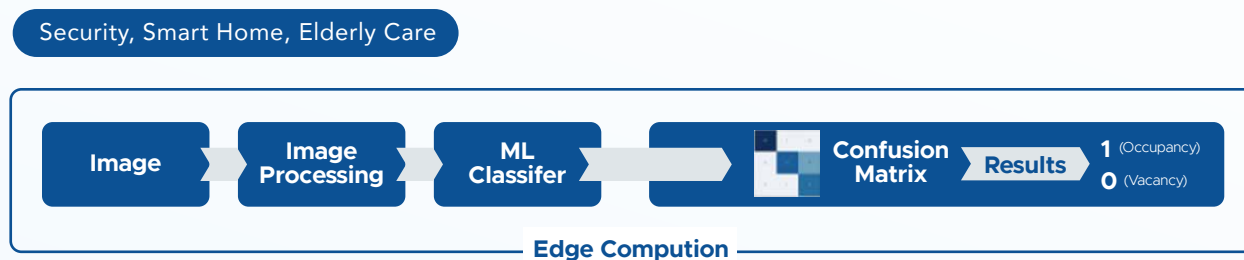 Security, Smart Home, Elderly Care
Image
Image
Processing
ML
Classifer
Confusion
Matrix
Results
1 (Occupancy)
0 (Vacancy)
Edge Compution